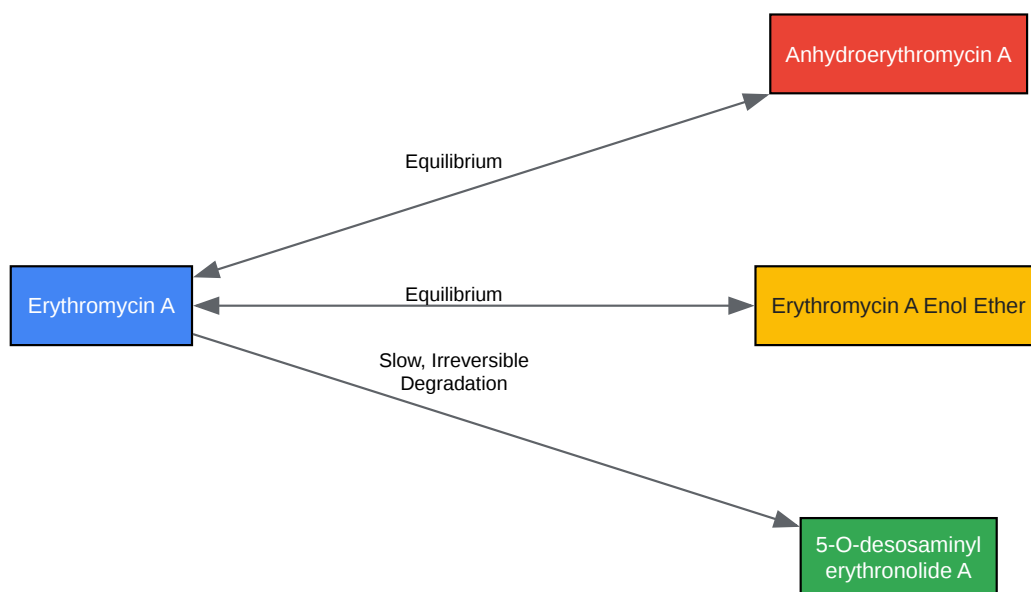 Anhydroerythromycin A
Equilibrium
Equilibrium
Erythromycin A
Erythromycin A Enol Ether
Slow, Irreversible
Degradation
5-O-desosaminyl
erythronolide A